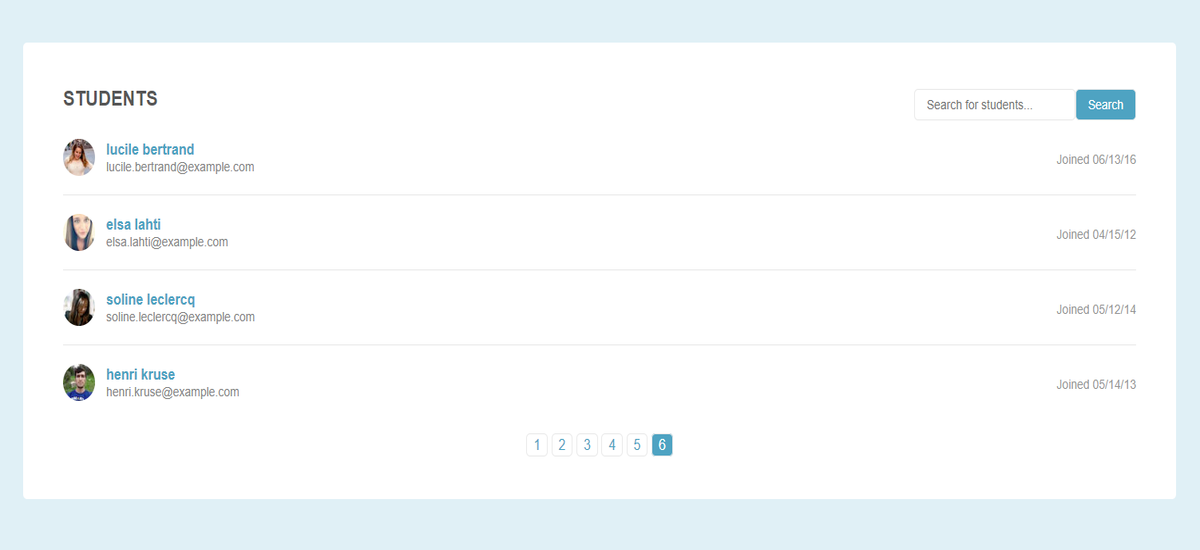 STUDENTS
Search for students...
Search
lucile bertrand
lucile.bertrand@example.com
Joined 06/13/16
elsa lahti
elsa.lahti@example.com
Joined 04/15/12
soline leclercq
soline.leclercq@example.com
Joined 05/12/14
henri kruse
henri.kruse@example.com
Joined 05/14/13
1 2 3 4 5 6